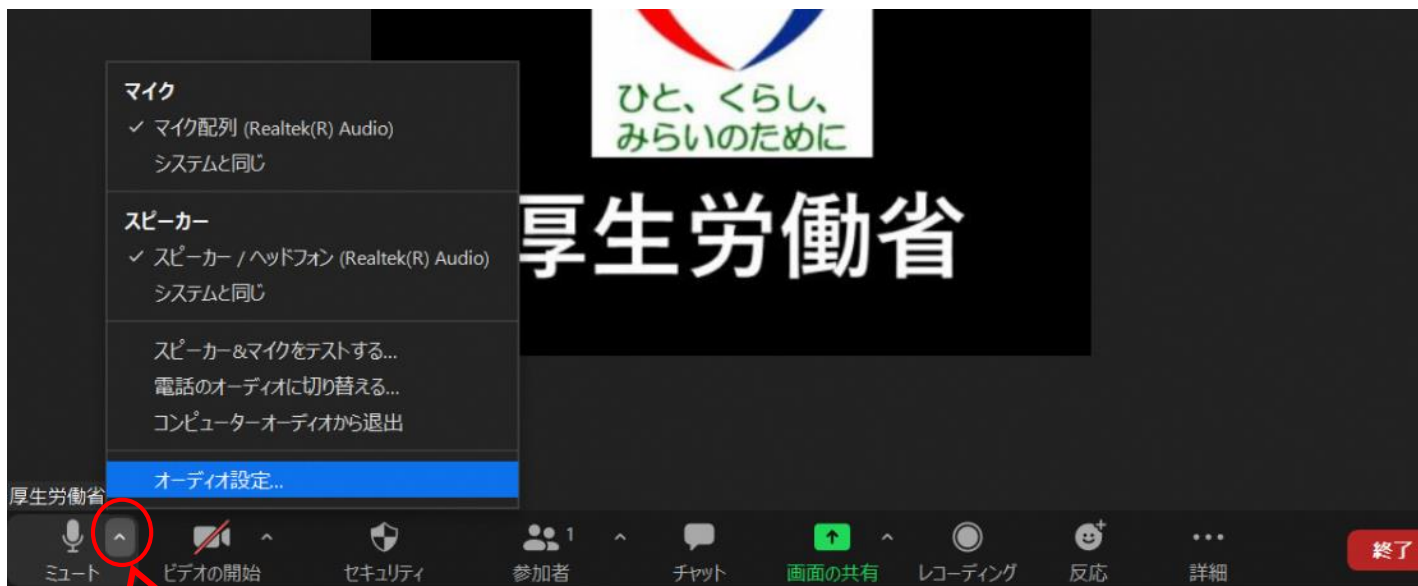 ひと、くらし、
みらいのために
厚生労働省
マイク
マイク配列 (Realtek(R) Audio)
システムと同じ
スピーカー
スピーカー / ヘッドフォン (Realtek(R) Audio)
システムと同じ
スピーカー&マイクをテストする...
電話のオーディオに切り替える...
コンピューターオーディオから退出
オーディオ設定...
厚生労働省
ミュート
ビデオの開始
セキュリティ
1
参加者
チャット
画面の共有
レコーディング
反応
詳細
終了